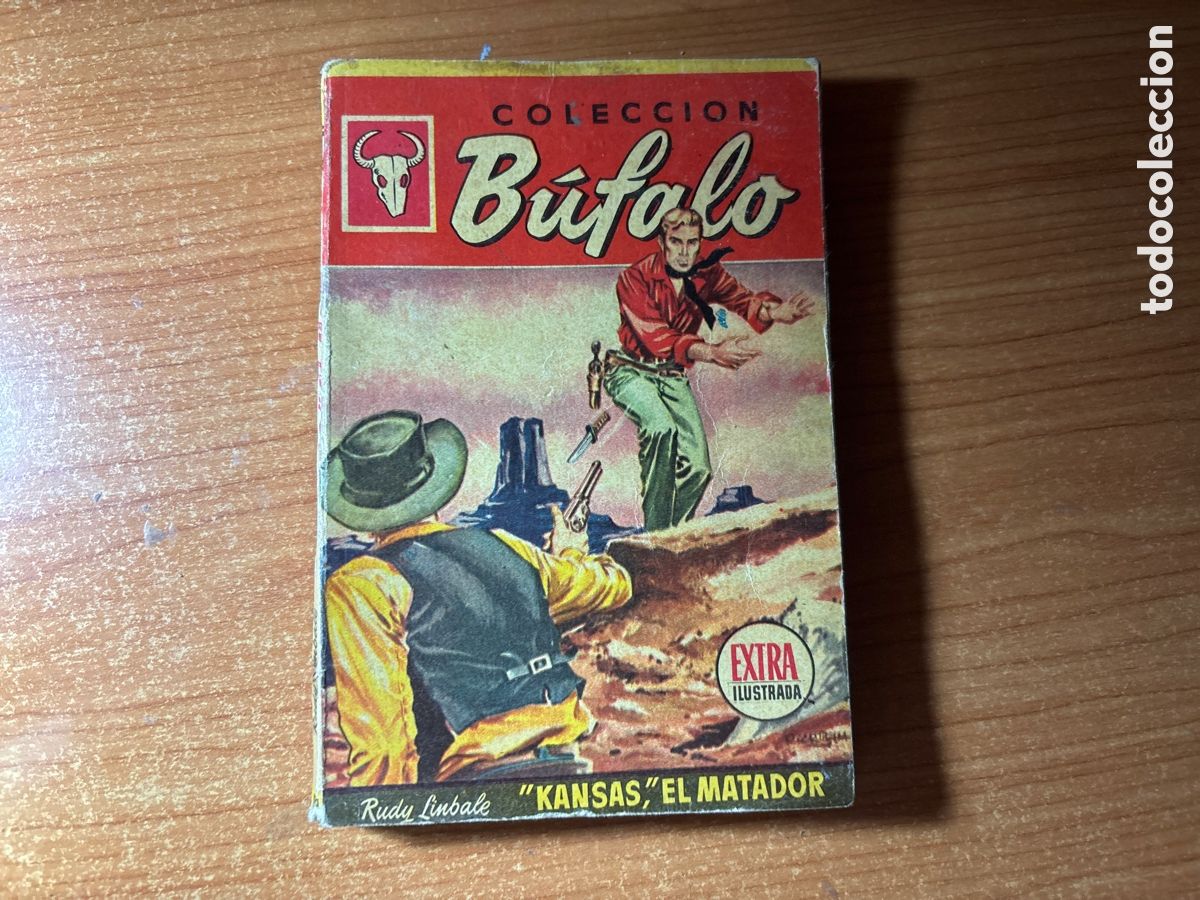 COLECCION
Búfalo
EXTRA
ILUSTRADA
Rudy Linbale
"KANSAS," EL MATADOR
todocoleccion